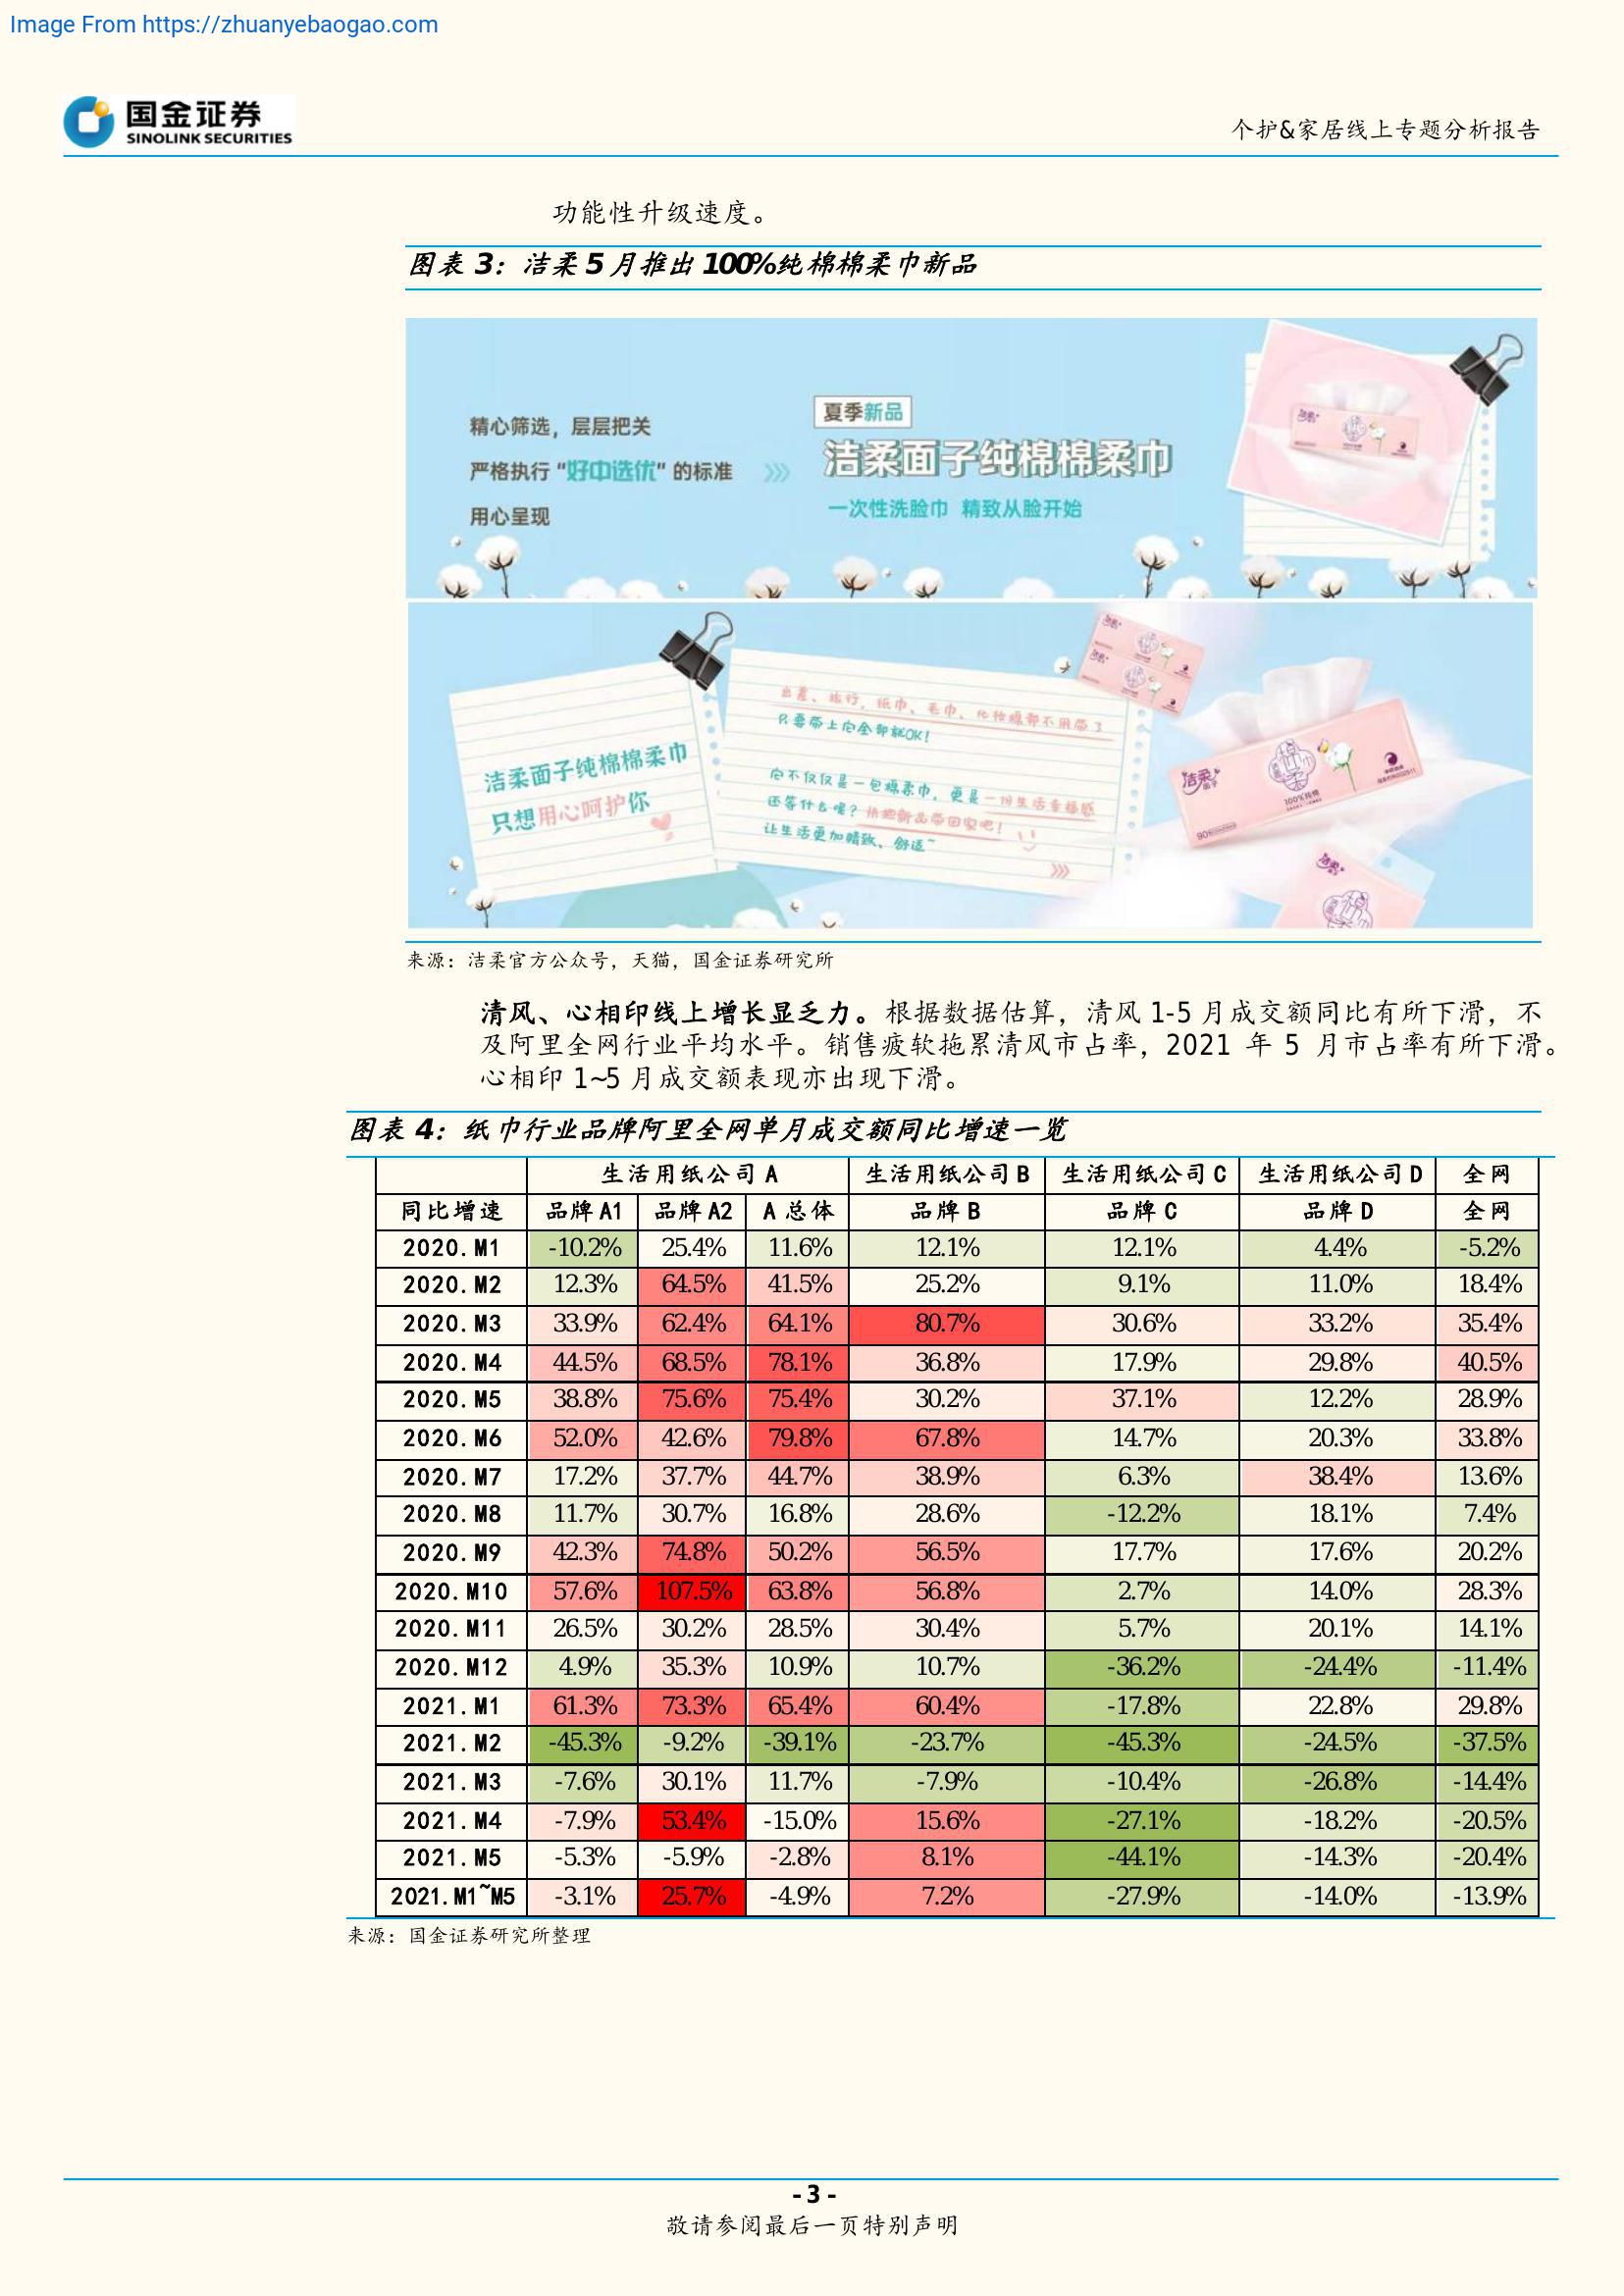 Image From https://zhuanyebaogao.com
国金证券
SINOLINK SECURITIES
个护&家居线上专题分析报告
功能性升级速度。
图表 3：洁柔 5 月推出 100%纯棉棉柔巾新品
精心筛选，层层把关
严格执行“好中选优”的标准
用心呈现
夏季新品
洁柔面子纯棉棉柔巾
一次性洗脸巾 精致从脸开始
洁柔面子纯棉棉柔巾
只想用心呵护你
出差、旅行，纸巾、毛巾、化妆棉都不用带了
只要带上它全部就OK！
它不仅仅是一包棉柔巾，更是一份生活幸福感
还等什么呢？快把新品带回家吧！
让生活更加精致、舒适~
洁柔
100%纯棉
来源：洁柔官方公众号，天猫，国金证券研究所
清风、心相印线上增长显乏力。根据数据估算，清风 1-5 月成交额同比有所下滑，不
及阿里全网行业平均水平。销售疲软拖累清风市占率，2021 年 5 月市占率有所下滑。
心相印 1~5 月成交额表现亦出现下滑。
图表 4：纸巾行业品牌阿里全网单月成交额同比增速一览
生活用纸公司 A 生活用纸公司 B 生活用纸公司 C 生活用纸公司 D 全网
同比增速 品牌 A1 品牌 A2 A 总体 品牌 B 品牌 C 品牌 D 全网
2020.M1 -10.2% 25.4% 11.6% 12.1% 12.1% 4.4% -5.2%
2020.M2 12.3% 64.5% 41.5% 25.2% 9.1% 11.0% 18.4%
2020.M3 33.9% 62.4% 64.1% 80.7% 30.6% 33.2% 35.4%
2020.M4 44.5% 68.5% 78.1% 36.8% 17.9% 29.8% 40.5%
2020.M5 38.8% 75.6% 75.4% 30.2% 37.1% 12.2% 28.9%
2020.M6 52.0% 42.6% 79.8% 67.8% 14.7% 20.3% 33.8%
2020.M7 17.2% 37.7% 44.7% 38.9% 6.3% 38.4% 13.6%
2020.M8 11.7% 30.7% 16.8% 28.6% -12.2% 18.1% 7.4%
2020.M9 42.3% 74.8% 50.2% 56.5% 17.7% 17.6% 20.2%
2020.M10 57.6% 107.5% 63.8% 56.8% 2.7% 14.0% 28.3%
2020.M11 26.5% 30.2% 28.5% 30.4% 5.7% 20.1% 14.1%
2020.M12 4.9% 35.3% 10.9% 10.7% -36.2% -24.4% -11.4%
2021.M1 61.3% 73.3% 65.4% 60.4% -17.8% 22.8% 29.8%
2021.M2 -45.3% -9.2% -39.1% -23.7% -45.3% -24.5% -37.5%
2021.M3 -7.6% 30.1% 11.7% -7.9% -10.4% -26.8% -14.4%
2021.M4 -7.9% 53.4% -15.0% 15.6% -27.1% -18.2% -20.5%
2021.M5 -5.3% -5.9% -2.8% 8.1% -44.1% -14.3% -20.4%
2021.M1~M5 -3.1% 25.7% -4.9% 7.2% -27.9% -14.0% -13.9%
来源：国金证券研究所整理
- 3 -
敬请参阅最后一页特别声明